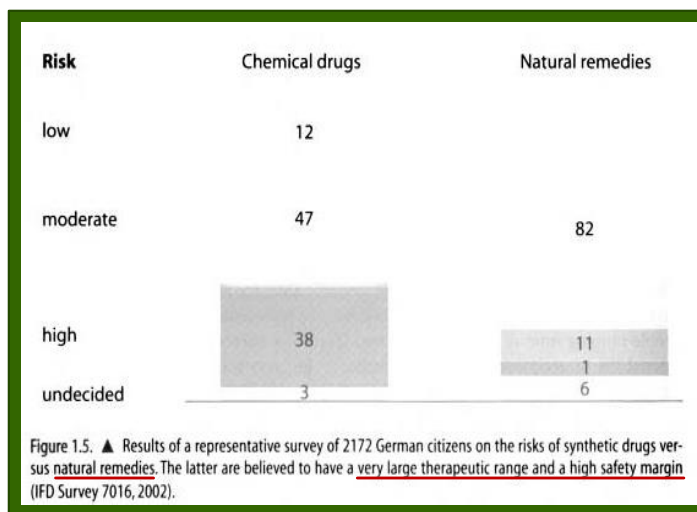 Risk Chemical drugs Natural remedies
low 12
moderate 47 82
high 38 11
1
undecided 3 6
Figure 1.5. ▲ Results of a representative survey of 2172 German citizens on the risks of synthetic drugs ver-
sus natural remedies. The latter are believed to have a very large therapeutic range and a high safety margin
(IFD Survey 7016, 2002).